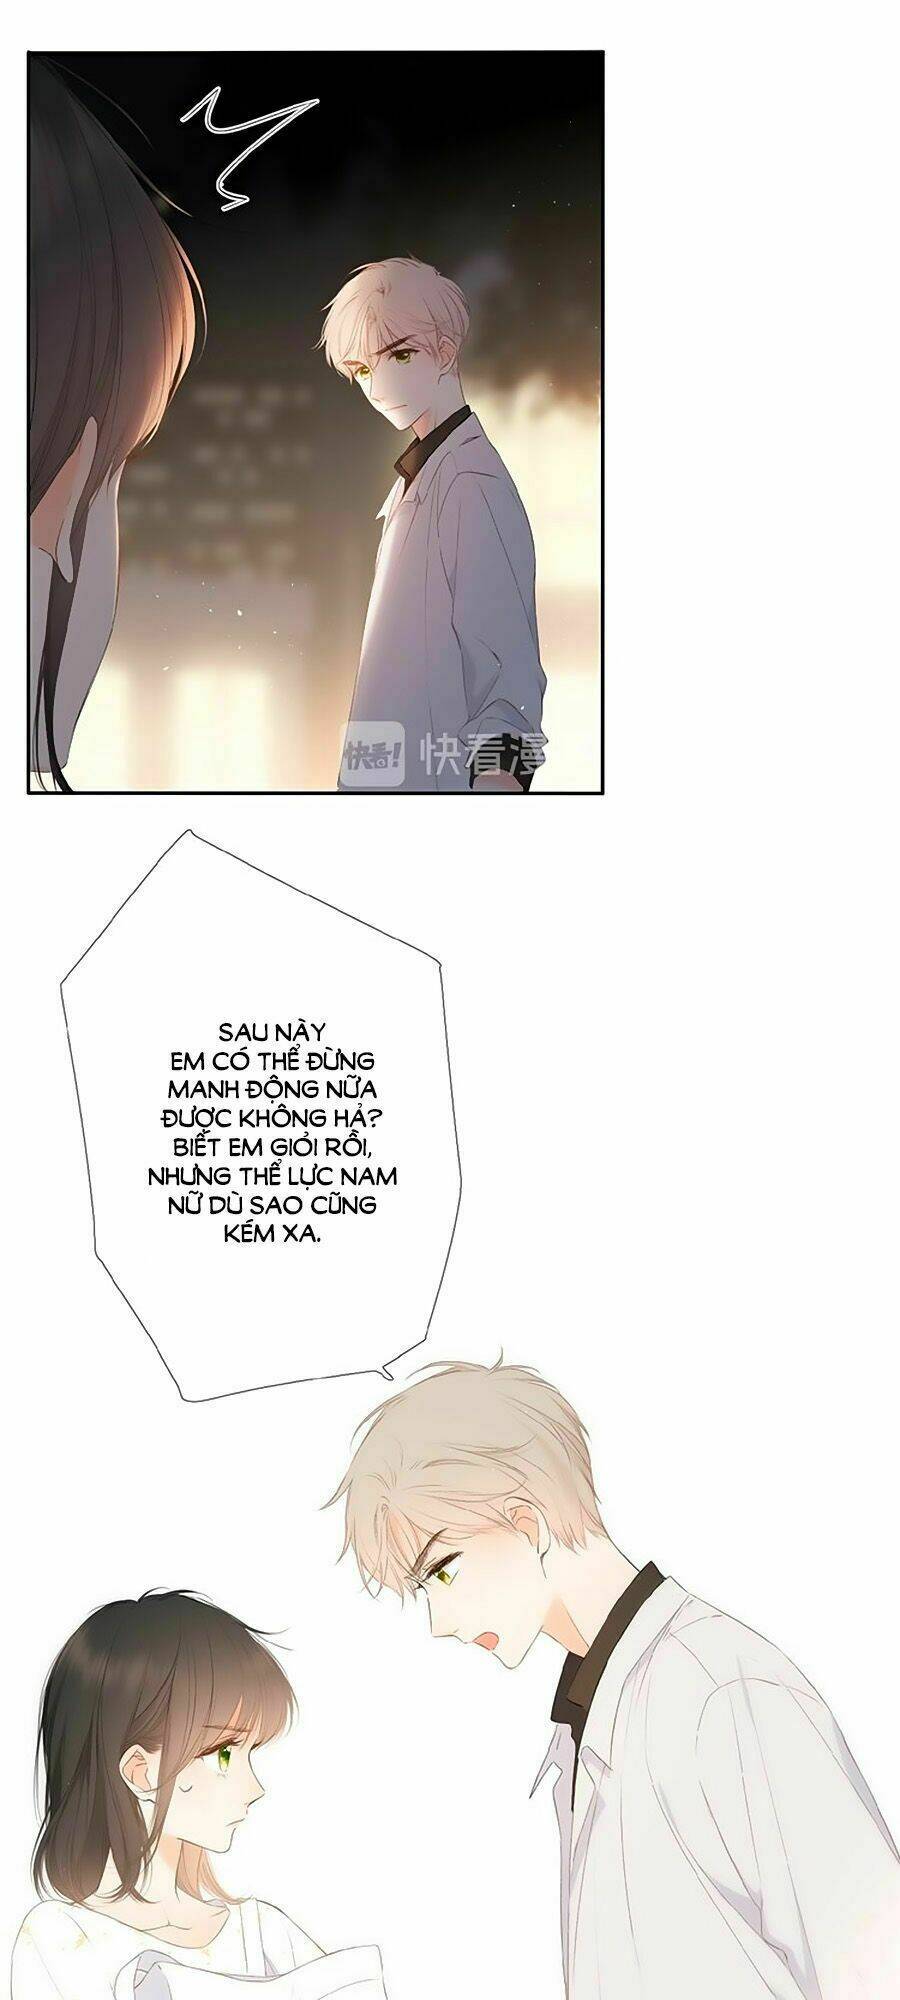 快看! 快看漫
SAU NÀY
EM CÓ THỂ ĐỪNG
MANH ĐỘNG NỮA
ĐƯỢC KHÔNG HẢ?
BIẾT EM GIỎI RỒI,
NHƯNG THỂ LỰC NAM
NỮ DÙ SAO CŨNG
KÉM XA.